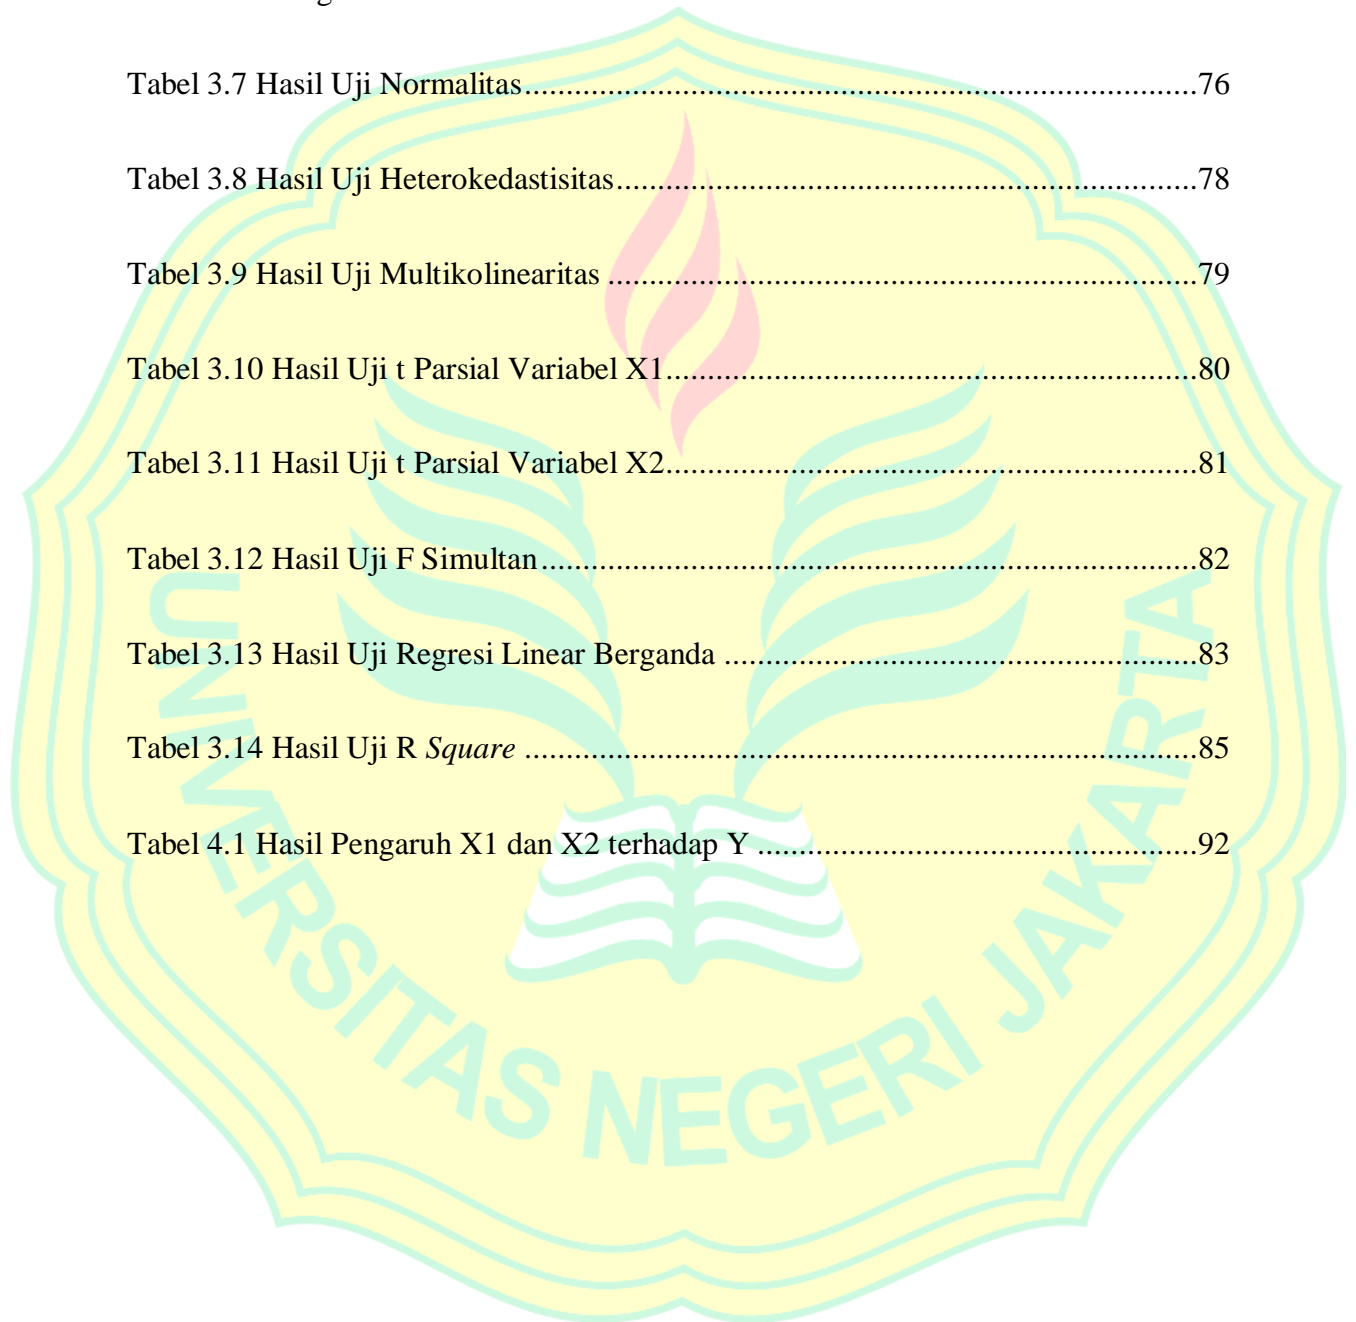 Tabel 3.7 Hasil Uji Normalitas..................................................................................76
Tabel 3.8 Hasil Uji Heterokedastisitas.......................................................................78
Tabel 3.9 Hasil Uji Multikolinearitas ........................................................................79
Tabel 3.10 Hasil Uji t Parsial Variabel X1.................................................................80
Tabel 3.11 Hasil Uji t Parsial Variabel X2.................................................................81
Tabel 3.12 Hasil Uji F Simultan................................................................................82
Tabel 3.13 Hasil Uji Regresi Linear Berganda ..........................................................83
Tabel 3.14 Hasil Uji R Square ..................................................................................85
Tabel 4.1 Hasil Pengaruh X1 dan X2 terhadap Y ......................................................92
UNIVERSITAS NEGERI JAKARTA